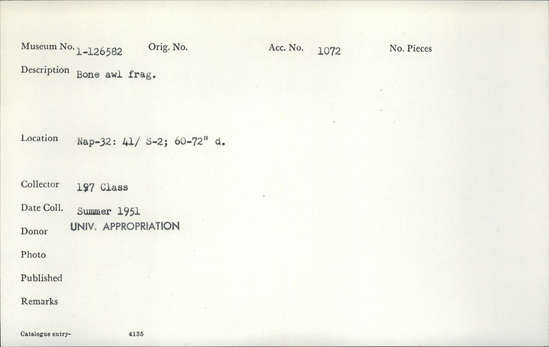 Museum No. 1-126582 Orig. No. Acc. No. 1072 No. Pieces
Description Bone awl frag.
Location Nap-32: 41/ S-2; 60-72" d.
Collector 197 Class
Date Coll. Summer 1951
Donor UNIV. APPROPRIATION
Photo
Published
Remarks
Catalogue entry- 4135